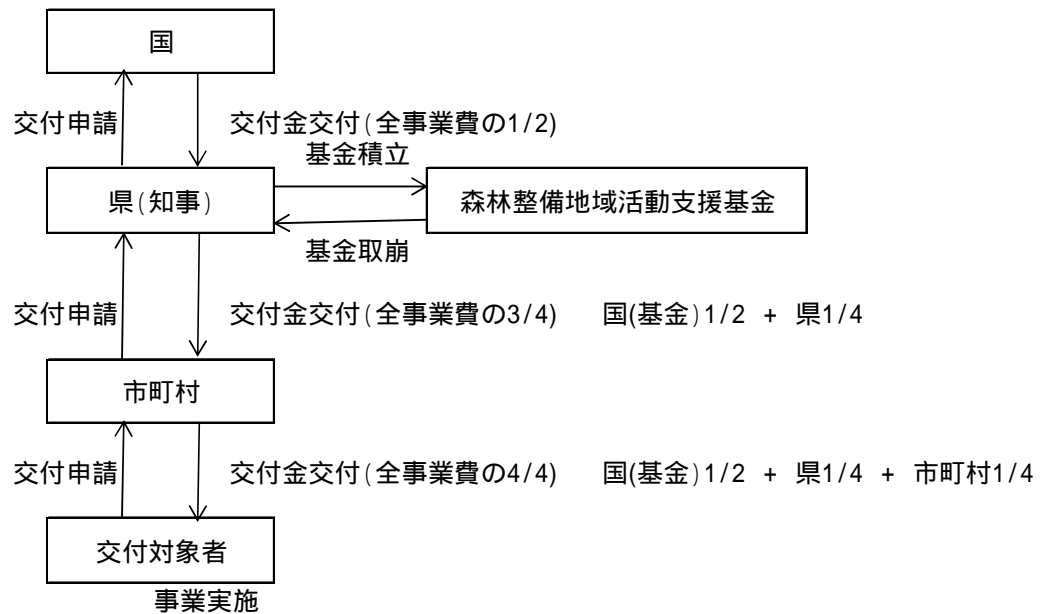 国
交付申請
交付金交付(全事業費の1/2)
基金積立
県(知事)
森林整備地域活動支援基金
基金取崩
交付申請
交付金交付(全事業費の3/4) 国(基金)1/2 + 県1/4
市町村
交付申請
交付金交付(全事業費の4/4) 国(基金)1/2 + 県1/4 + 市町村1/4
交付対象者
事業実施